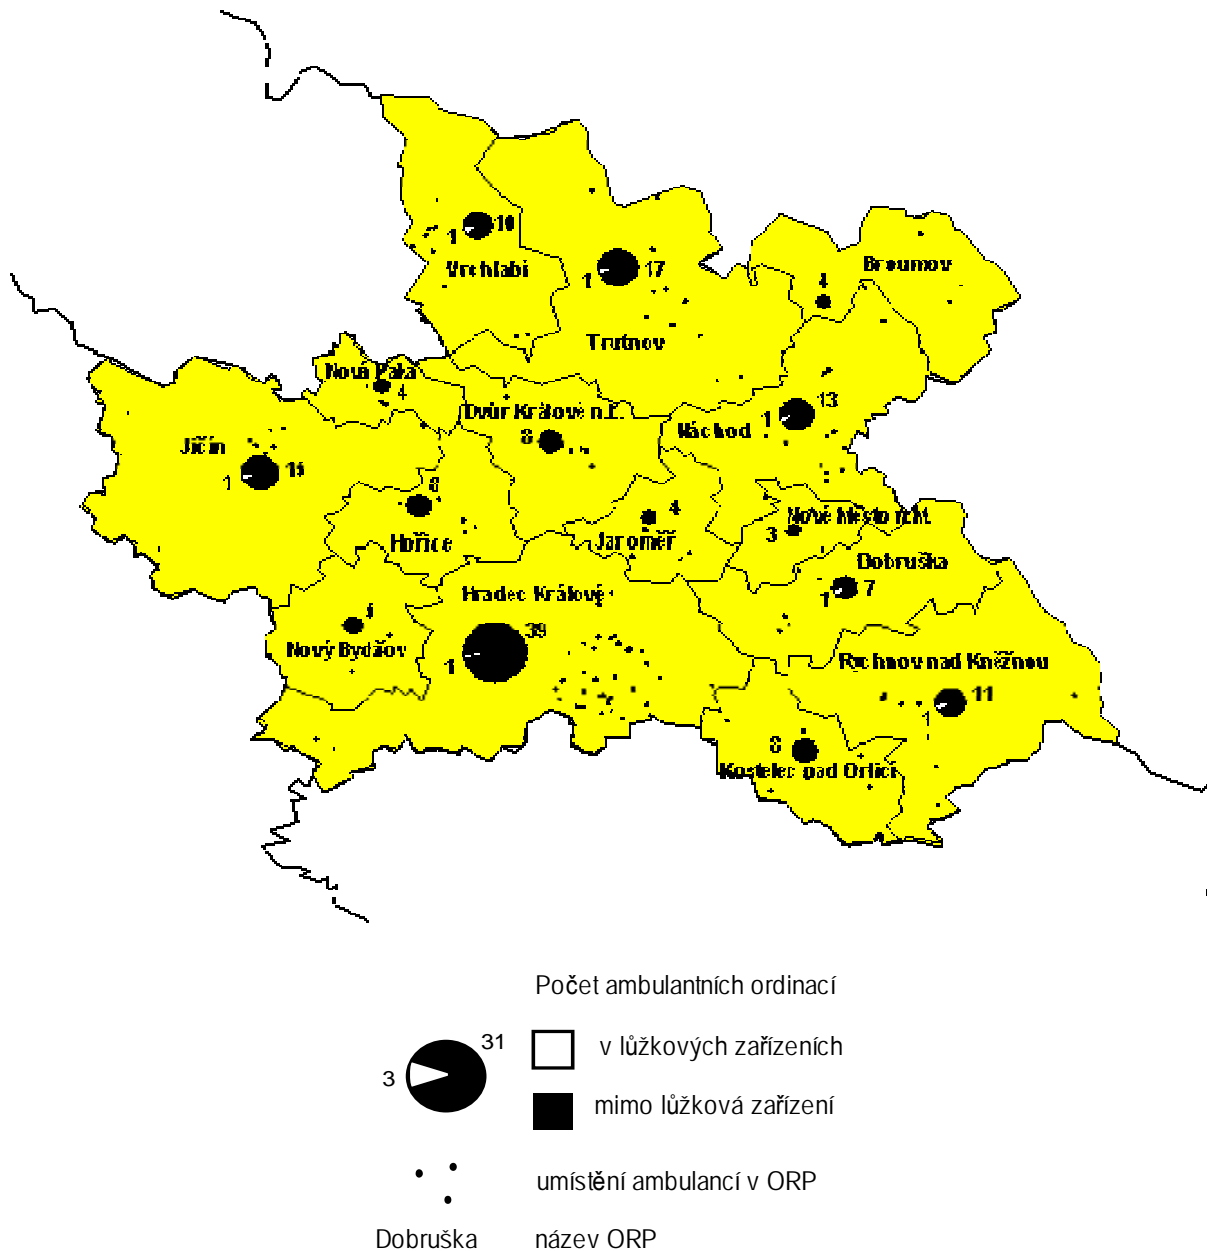 10
1
Vrchlabí
1
17
Trutnov
4
Broumov
Nová Paka
4
Dvůr Králové n.L.
8
1
13
Náchod
Jičín
1
Hořice
4
Jaroměř
Nové Město n.M.
3
Dobruška
1
7
Hradec Králové
39
1
Nový Bydžov
Rychnov nad Kněžnou
11
1
Kostelec nad Orlicí
Počet ambulantních ordinací
31
3
v lůžkových zařízeních
mimo lůžková zařízení
umístění ambulancí v ORP
Dobruška název ORP